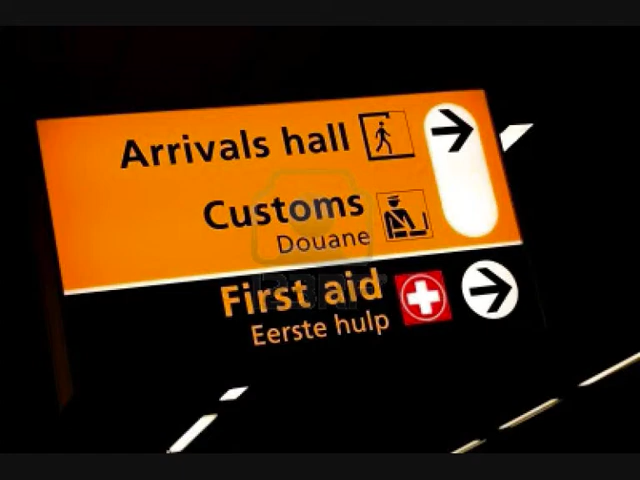 Arrivals hall
Customs
Douane
First aid
Eerste hulp